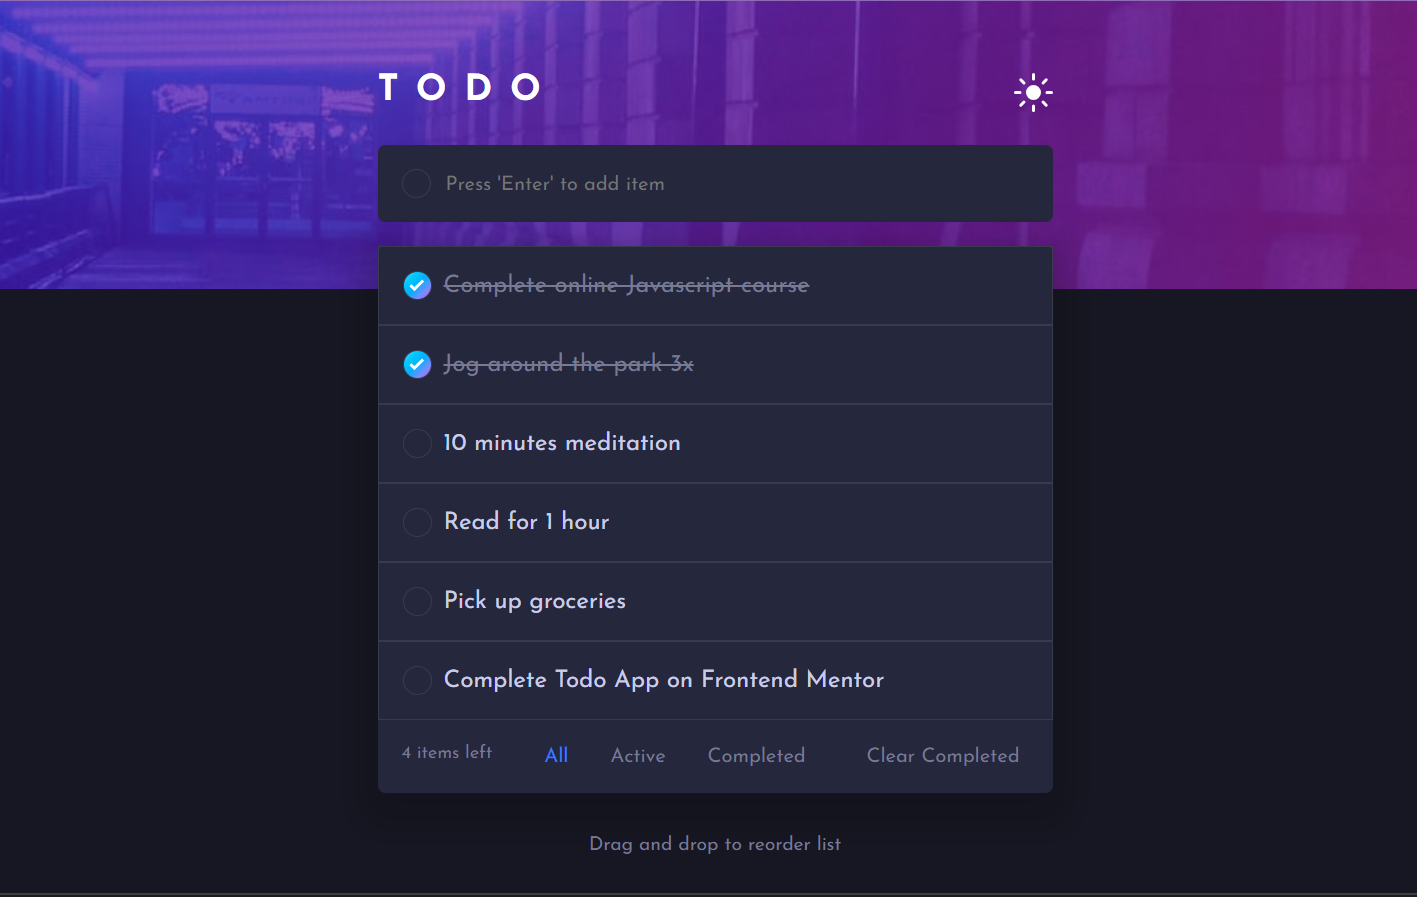 TODO
Press 'Enter' to add item
Complete online Javascript course
Jog around the park 3x
10 minutes meditation
Read for 1 hour
Pick up groceries
Complete Todo App on Frontend Mentor
4 items left All Active Completed Clear Completed
Drag and drop to reorder list